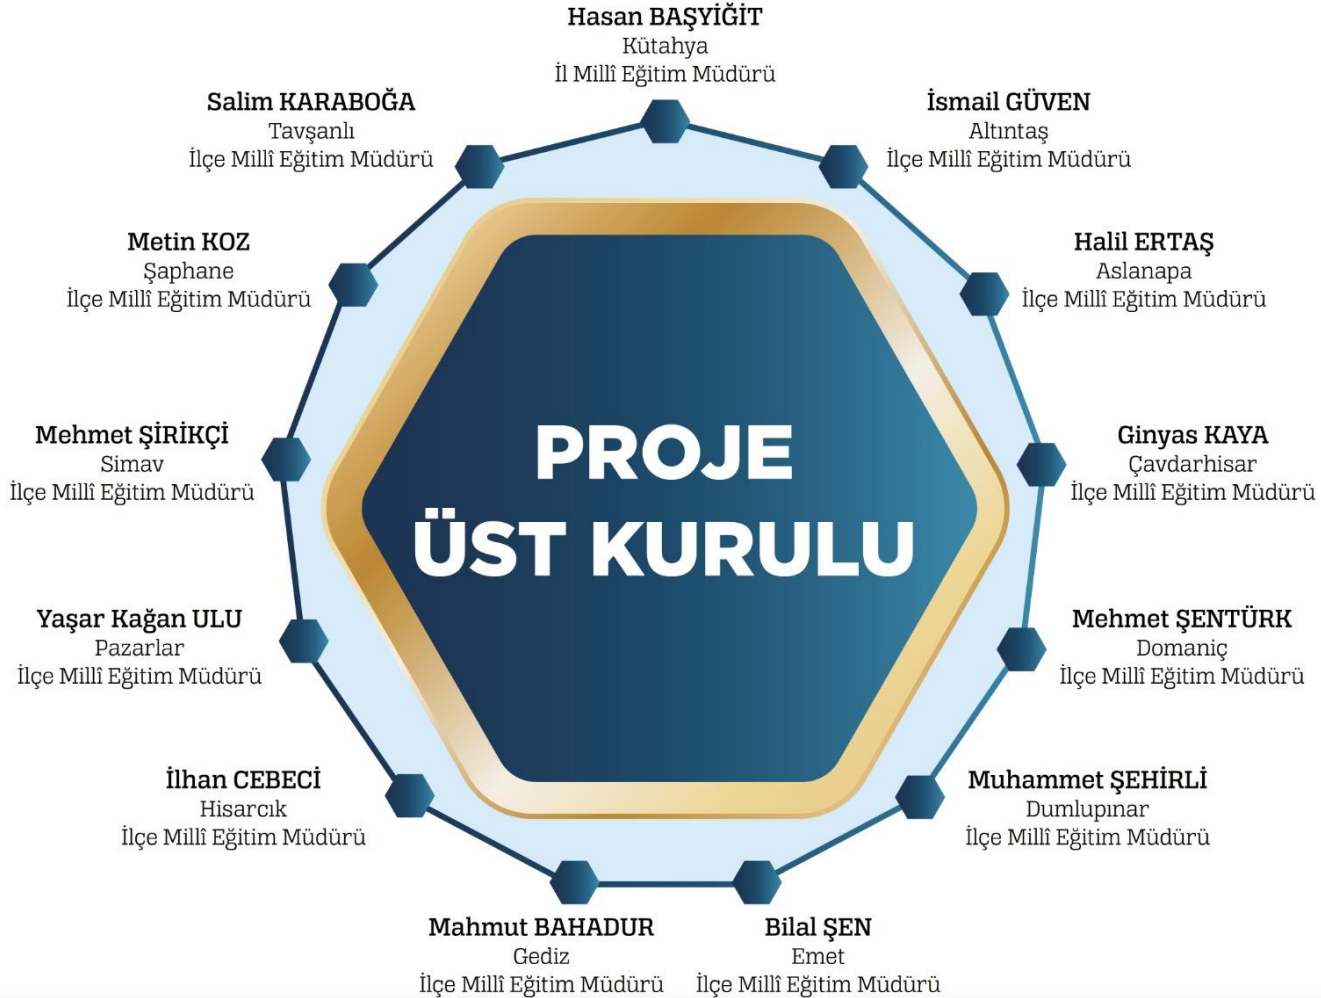 Hasan BAŞYİĞİT
Kütahya
İl Millî Eğitim Müdürü
İsmail GÜVEN
Altıntaş
İlçe Millî Eğitim Müdürü
Halil ERTAŞ
Aslanapa
İlçe Millî Eğitim Müdürü
Ginyas KAYA
Çavdarhisar
İlçe Millî Eğitim Müdürü
Mehmet ŞENTÜRK
Domaniç
İlçe Millî Eğitim Müdürü
Muhammet ŞEHİRLİ
Dumlupınar
İlçe Millî Eğitim Müdürü
Bilal ŞEN
Emet
İlçe Millî Eğitim Müdürü
Mahmut BAHADUR
Gediz
İlçe Millî Eğitim Müdürü
İlhan CEBECİ
Hisarcık
İlçe Millî Eğitim Müdürü
Yaşar Kağan ULU
Pazarlar
İlçe Millî Eğitim Müdürü
Mehmet ŞİRİKÇİ
Simav
İlçe Millî Eğitim Müdürü
Metin KOZ
Şaphane
İlçe Millî Eğitim Müdürü
Salim KARABOĞA
Tavşanlı
İlçe Millî Eğitim Müdürü
PROJE
ÜST KURULU